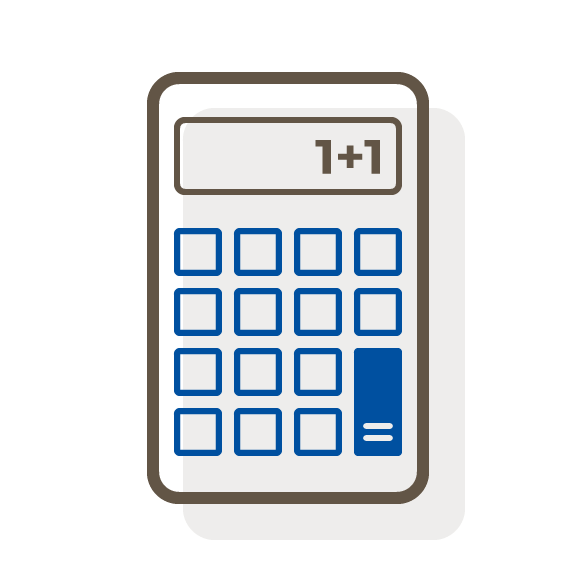 1+1
=